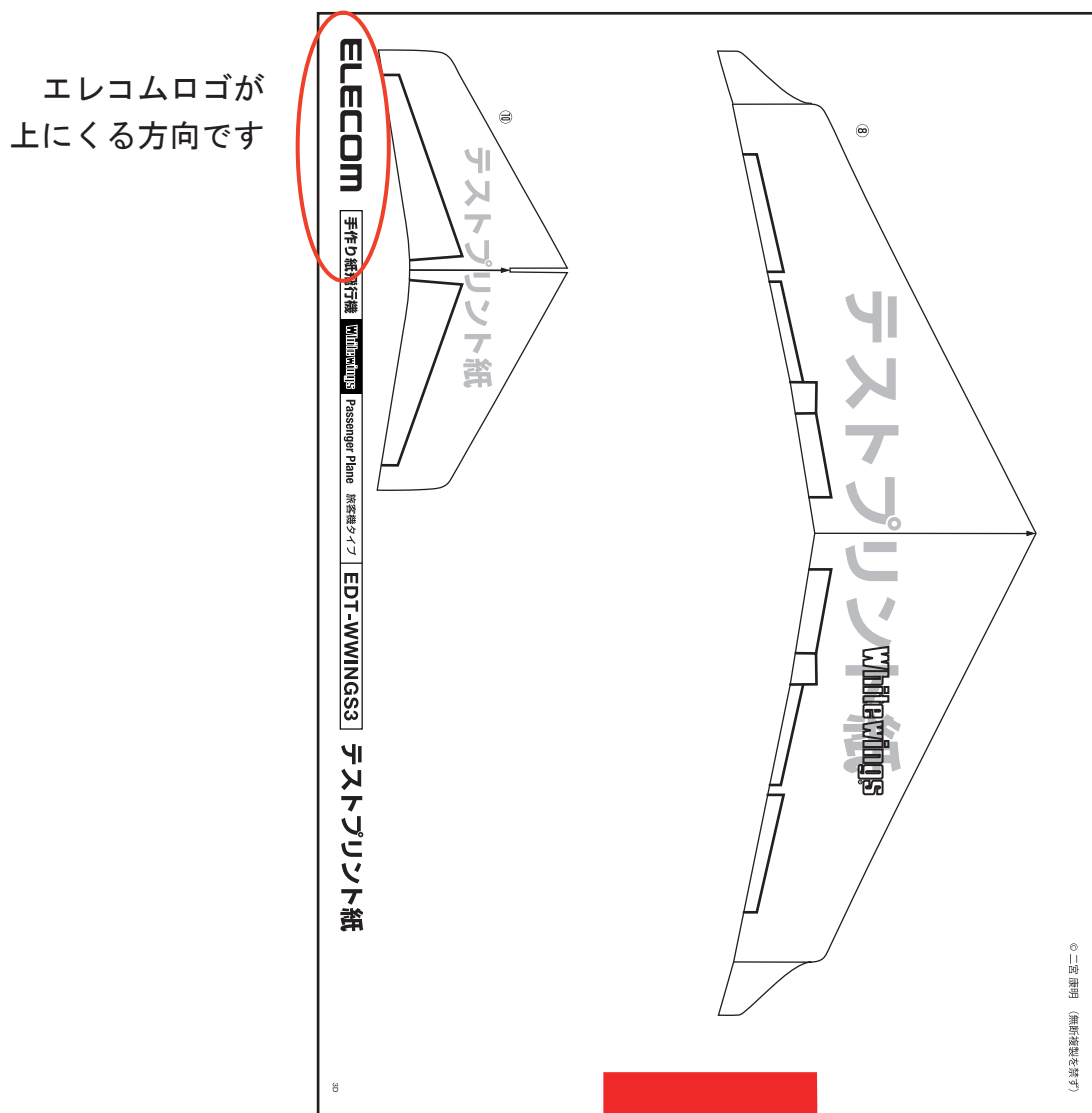 エレコムロゴが
上にくる方向です
ELECOM
手作り紙飛行機
Whitewings
Passenger Plane 旅客機タイプ
EDT-WWINGS3
テストプリント紙
⑩
テストプリント紙
⑧
テストプリント紙
Whitewings
© 二宮 康明 (無断複製を禁ず)
3D